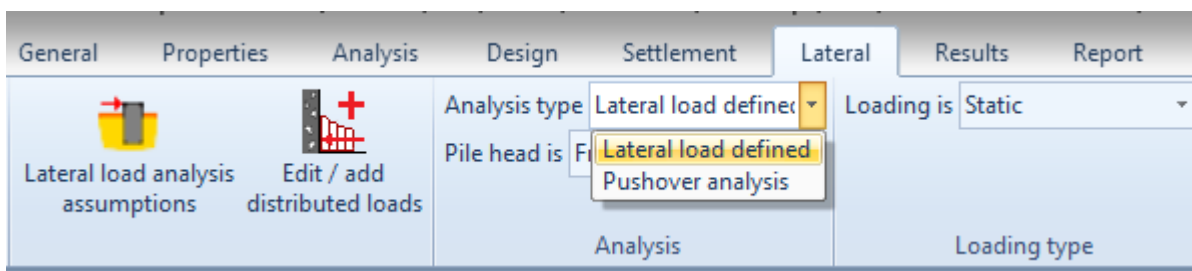 General Properties Analysis Design Settlement Lateral Results Report
Analysis type Lateral load defined Loading is Static
Pile head is
Lateral load defined
Pushover analysis
Lateral load analysis
assumptions
Edit / add
distributed loads
Analysis Loading type